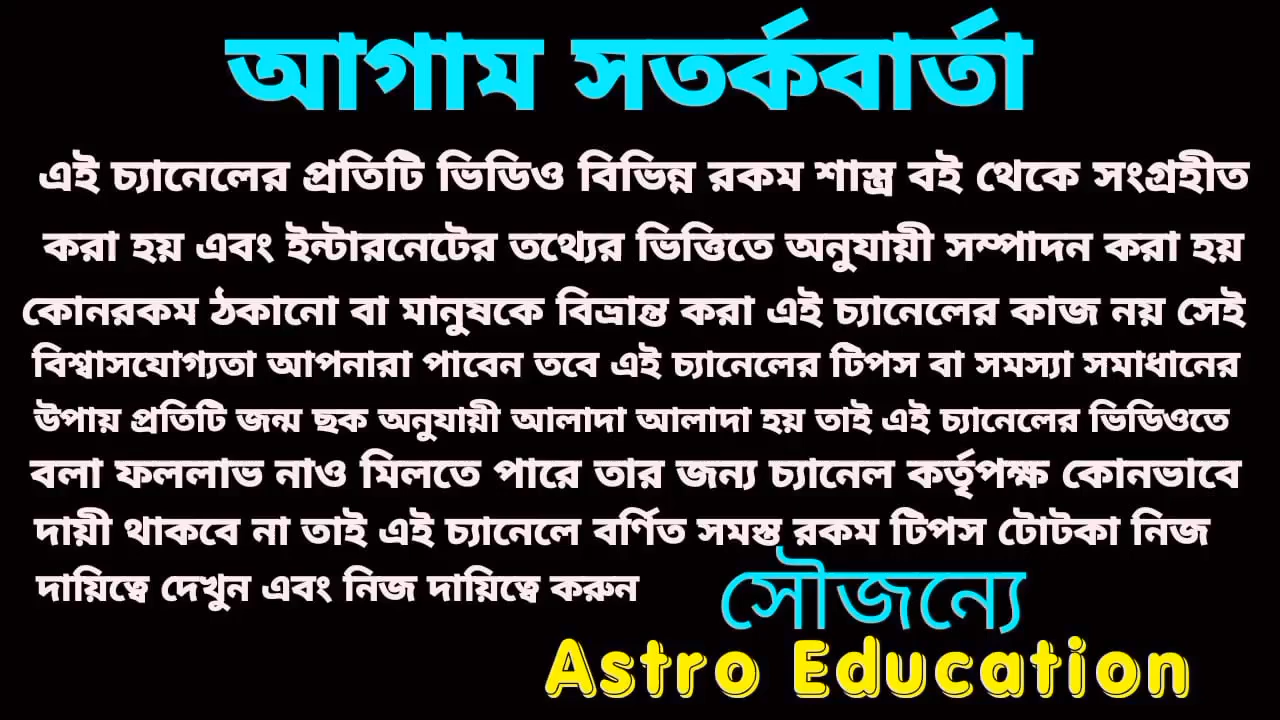 আগাম সতর্কবার্তা
এই চ্যানেলের প্রতিটি ভিডিও বিভিন্ন রকম শাস্ত্র বই থেকে সংগ্রহীত
করা হয় এবং ইন্টারনেটের তথ্যের ভিত্তিতে অনুযায়ী সম্পাদন করা হয়
কোনরকম ঠকানো বা মানুষকে বিভ্রান্ত করা এই চ্যানেলের কাজ নয় সেই
বিশ্বাসযোগ্যতা আপনারা পাবেন তবে এই চ্যানেলের টিপস বা সমস্যা সমাধানের
উপায় প্রতিটি জন্ম ছক অনুযায়ী আলাদা আলাদা হয় তাই এই চ্যানেলের ভিডিওতে
বলা ফললাভ নাও মিলতে পারে তার জন্য চ্যানেল কর্তৃপক্ষ কোনভাবে
দায়ী থাকবে না তাই এই চ্যানেলে বর্ণিত সমস্ত রকম টিপস টোটকা নিজ
দায়িত্বে দেখুন এবং নিজ দায়িত্বে করুন
সৌজন্যে
Astro Education